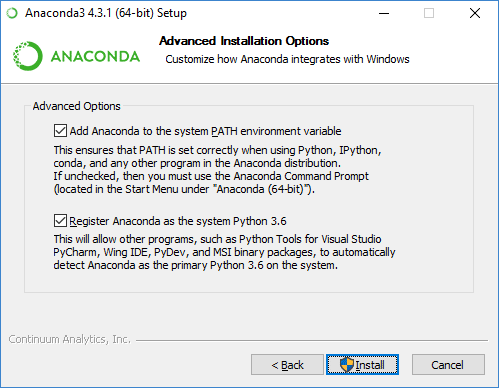 Anaconda3 4.3.1 (64-bit) Setup
ANACONDA
Advanced Installation Options
Customize how Anaconda integrates with Windows
Advanced Options
Add Anaconda to the system PATH environment variable
This ensures that PATH is set correctly when using Python, IPython,
conda, and any other program in the Anaconda distribution.
If unchecked, then you must use the Anaconda Command Prompt
(located in the Start Menu under "Anaconda (64-bit)").
Register Anaconda as the system Python 3.6
This will allow other programs, such as Python Tools for Visual Studio
PyCharm, Wing IDE, PyDev, and MSI binary packages, to automatically
detect Anaconda as the primary Python 3.6 on the system.
Continuum Analytics, Inc.
< Back Install Cancel